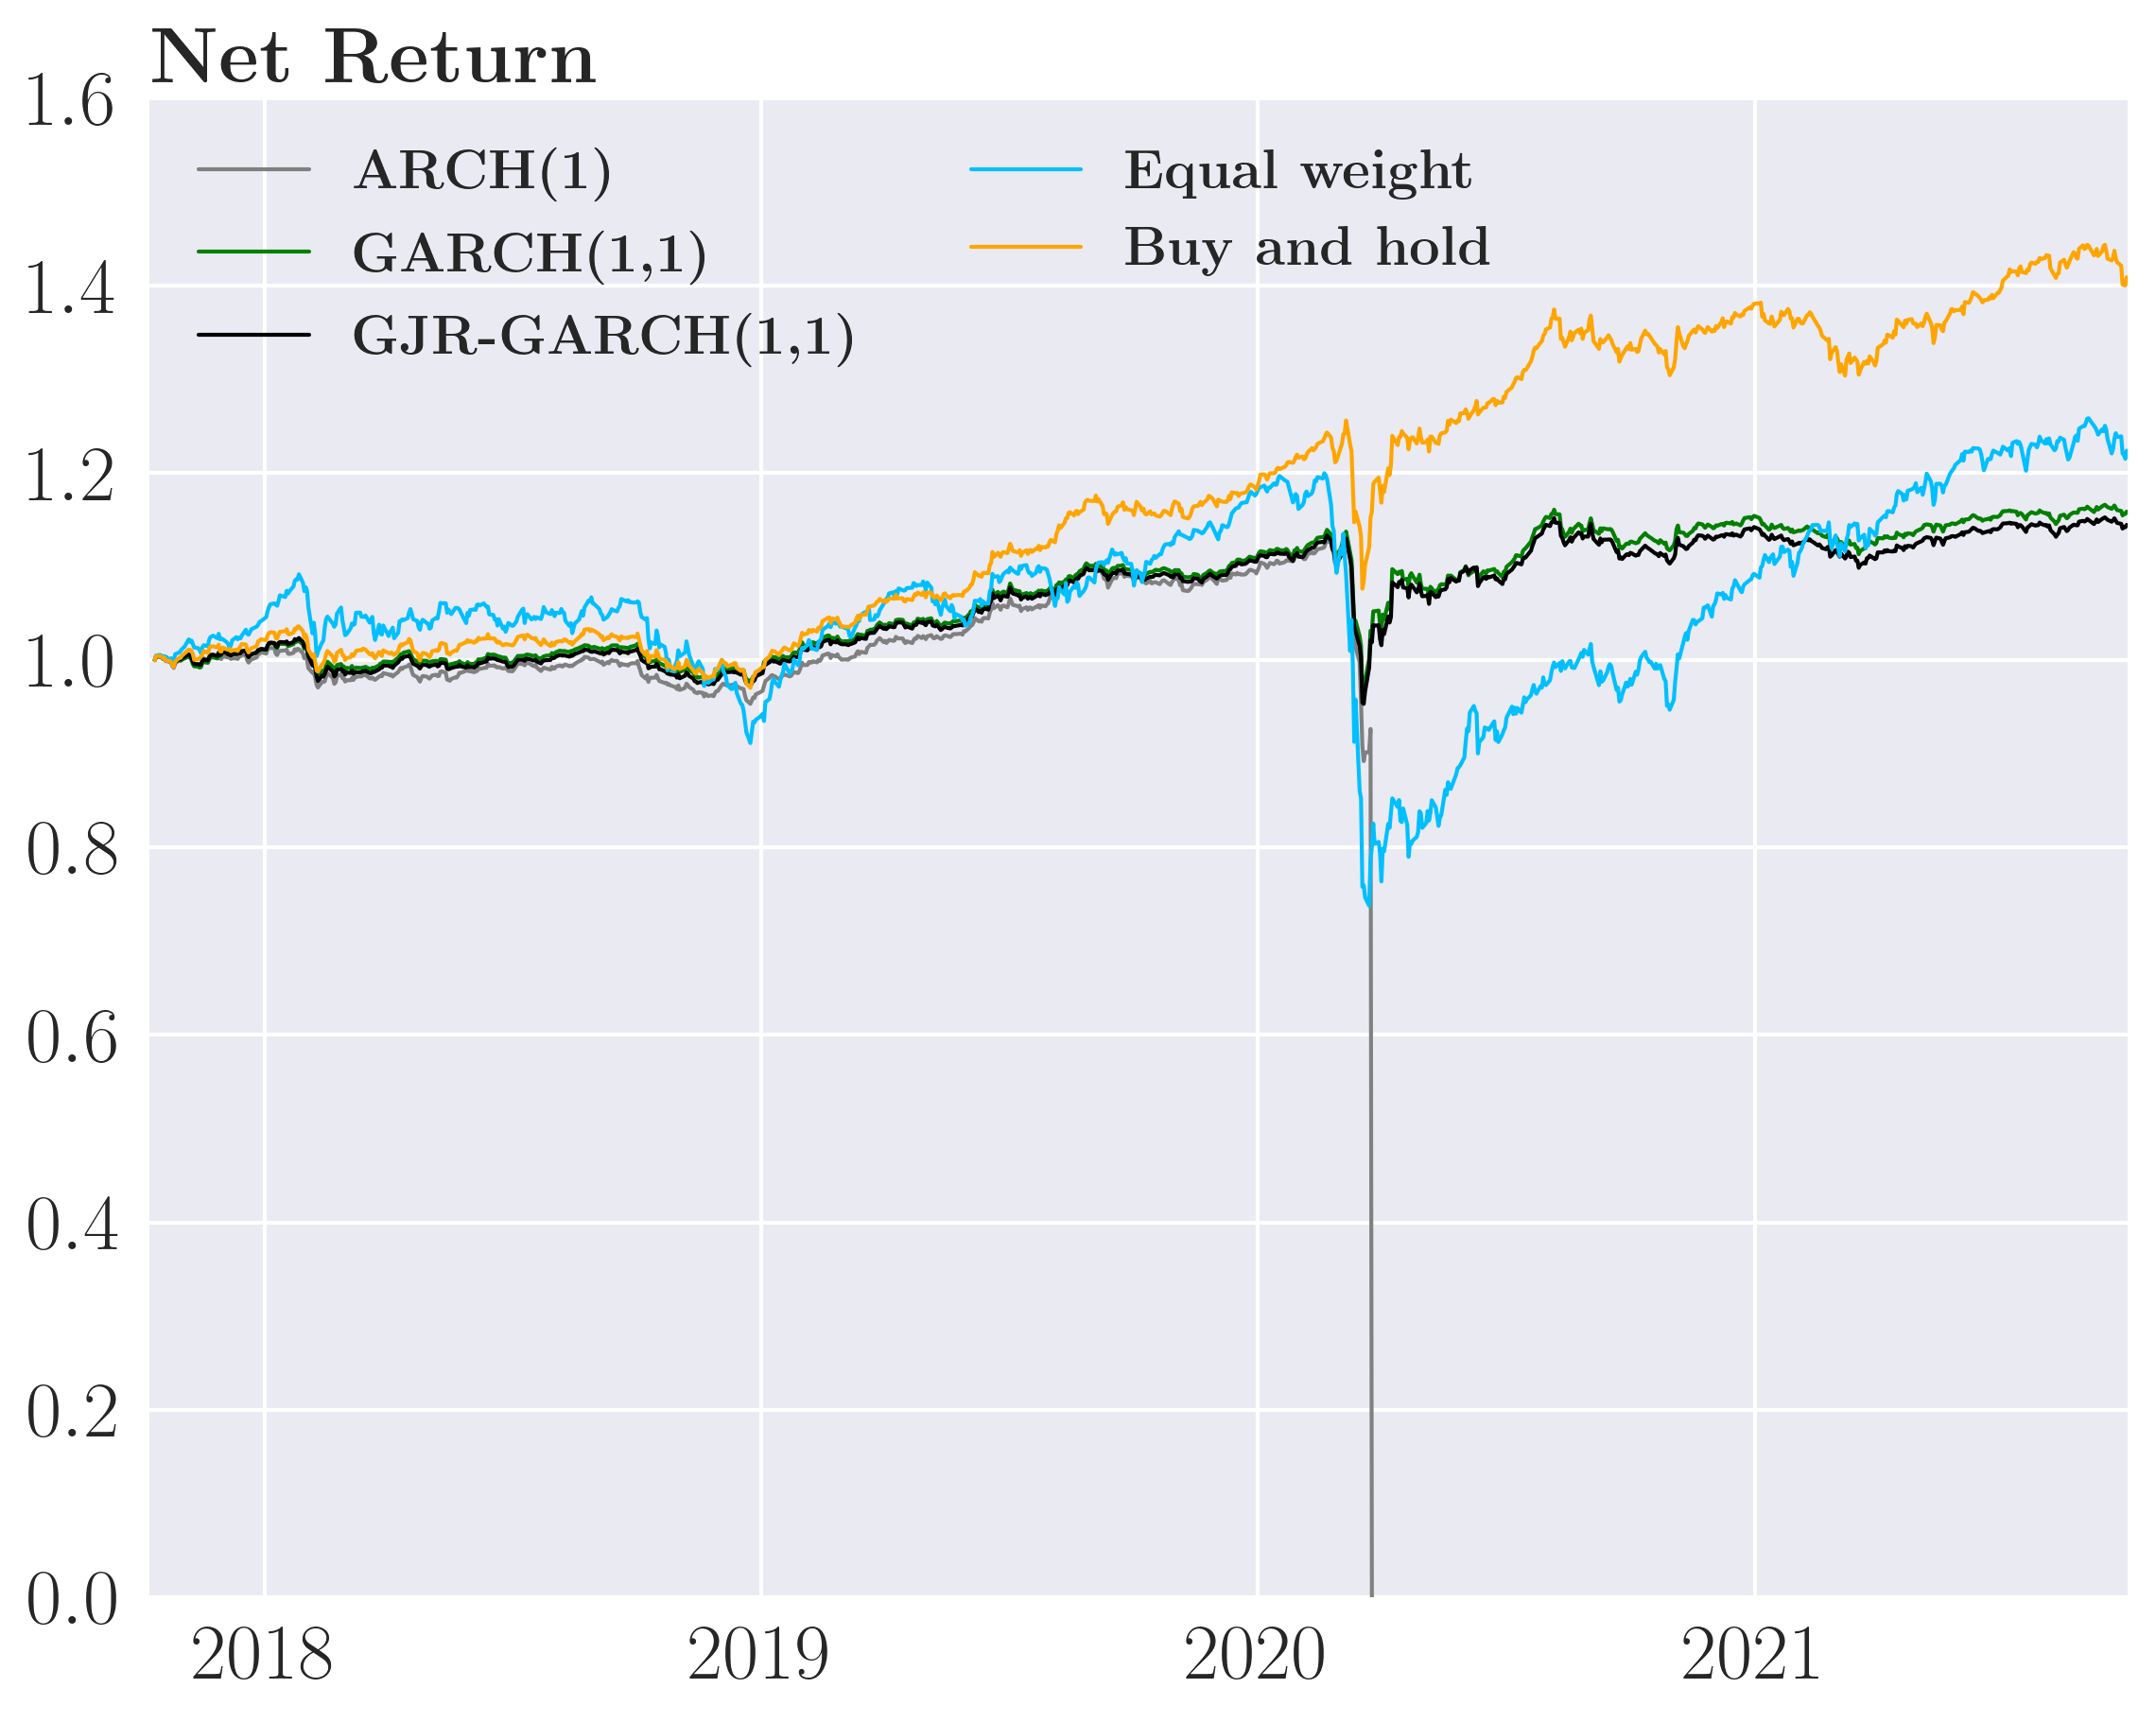 Net Return
1.6
1.4
1.2
1.0
0.8
0.6
0.4
0.2
0.0
ARCH(1)
GARCH(1,1)
GJR-GARCH(1,1)
Equal weight
Buy and hold
2018 2019 2020 2021